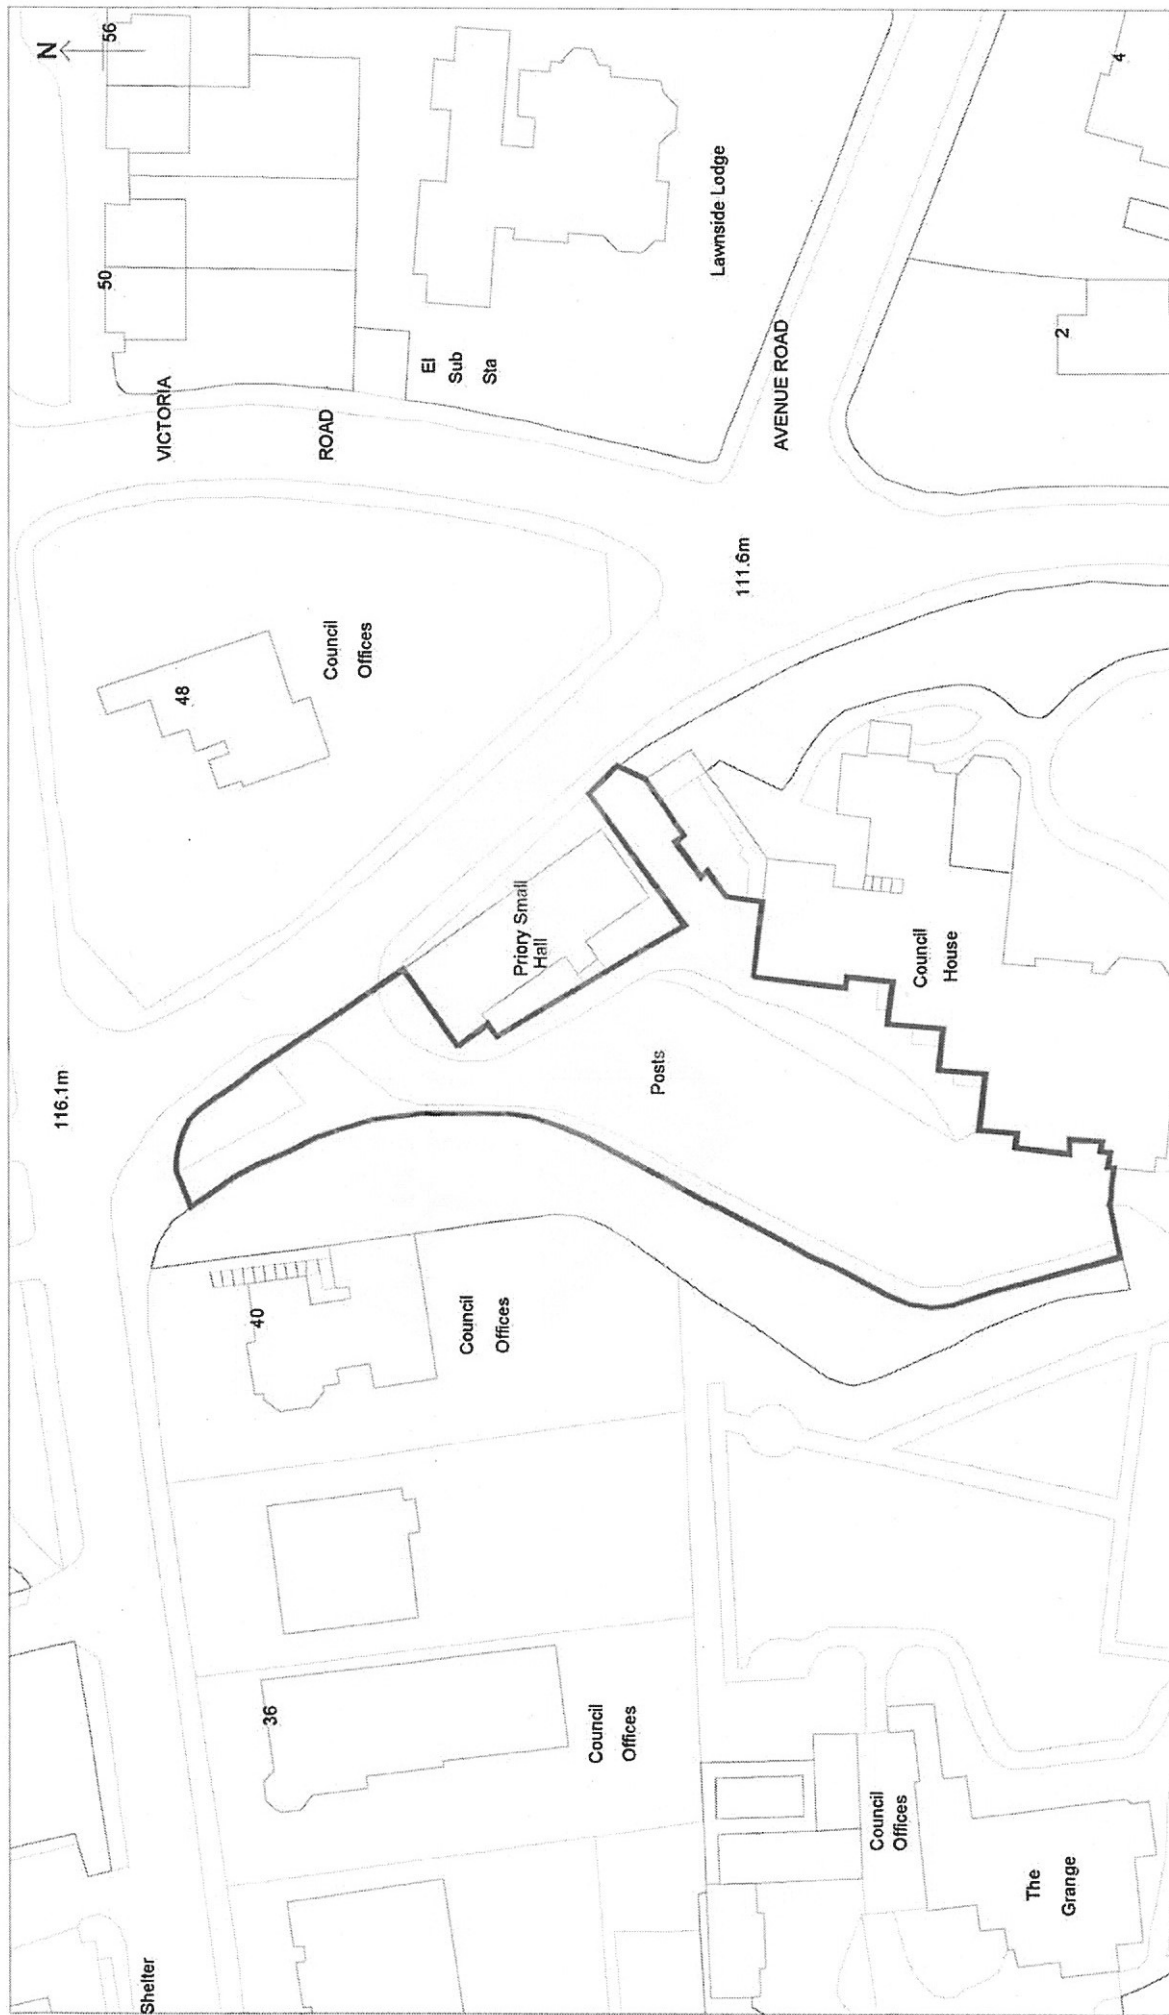 N
116.1m
56
50
Shelter
VICTORIA
ROAD
48
40
36
Council
Offices
El
Sub
Sta
Council
Offices
Priory Small
Hall
Council
Offices
Posts
Lawnside Lodge
111.6m
AVENUE ROAD
Council
Offices
Council
House
The
Grange
2
4